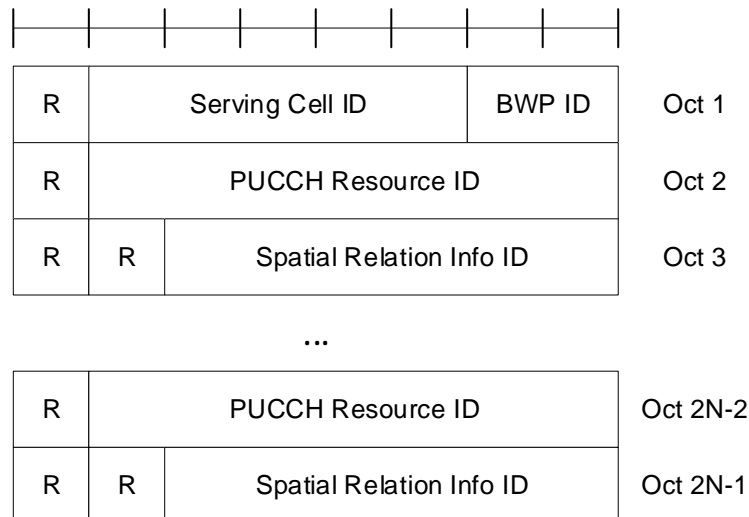 R Serving Cell ID BWP ID Oct 1
R PUCCH Resource ID Oct 2
R R Spatial Relation Info ID Oct 3
...
R PUCCH Resource ID Oct 2N-2
R R Spatial Relation Info ID Oct 2N-1